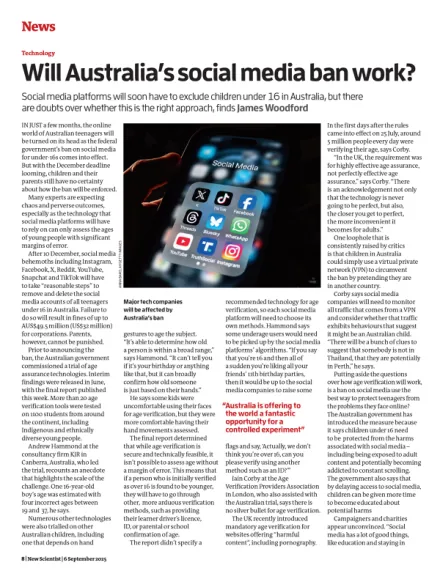 News
Technology
Will Australia's social media ban work?
Social media platforms will soon have to exclude children under 16 in Australia, but there
are doubts over whether this is the right approach, finds James Woodford
IN JUST a few months, the online
world of Australian teenagers will
be turned on its head as the federal
government's ban on social media
for under-16s comes into effect.
But with the December deadline
looming, children and their
parents still have no certainty
about how the ban will be enforced.
Many experts are expecting
chaos and perverse outcomes,
especially as the technology that
social media platforms will have
to rely on can only assess the ages
of young people with significant
margins of error.
After 10 December, social media
behemoths including Instagram,
Facebook, X, Reddit, YouTube,
Snapchat and TikTok will have
to take "reasonable steps" to
remove and delete the social
media accounts of all teenagers
under 16 in Australia. Failure to
do so will result in fines of up to
AUS$49.5 million (US$32 million)
for corporations. Parents,
however, cannot be punished.
Prior to announcing the
ban, the Australian government
commissioned a trial of age
assurance technologies. Interim
findings were released in June,
with the final report published
this week. More than 20 age
verification tools were tested
on 1100 students from around
the continent, including
Indigenous and ethnically
diverse young people.
Andrew Hammond at the
consultancy firm KJR in
Canberra, Australia, who led
the trial, recounts an anecdote
that highlights the scale of the
challenge. One 16-year-old
boy's age was estimated with
four incorrect ages between
19 and 37, he says.
Numerous other technologies
were also trialled on other
Australian children, including
one that depends on hand
Social Media
X
TikTok
Facebook
Threads
Bluesky
WhatsApp
YouTube
Instagram
Major tech companies
will be affected by
Australia's ban
gestures to age the subject.
"It's able to determine how old
a person is within a broad range,"
says Hammond. "It can't tell you
if it's your birthday or anything
like that, but it can broadly
confirm how old someone
is just based on their hands."
He says some kids were
uncomfortable using their faces
for age verification, but they were
more comfortable having their
hand movements assessed.
The final report determined
that while age verification is
secure and technically feasible, it
isn't possible to assess age without
a margin of error. This means that
if a person who is initially verified
as over 16 is found to be younger,
they will have to go through
other, more arduous verification
methods, such as providing
their learner driver's licence,
ID, or parental or school
confirmation of age.
The report didn't specify a
recommended technology for age
verification, so each social media
platform will need to choose its
own methods. Hammond says
some underage users would need
to be picked up by the social media
platforms' algorithms. "If you say
that you're 16 and then all of
a sudden you're liking all your
friends' 11th birthday parties,
then it would be up to the social
media companies to raise some
"Australia is offering to
the world a fantastic
opportunity for a
controlled experiment"
flags and say, 'Actually, we don't
think you're over 16, can you
please verify using another
method such as an ID?'"
Iain Corby at the Age
Verification Providers Association
in London, who also assisted with
the Australian trial, says there is
no silver bullet for age verification.
The UK recently introduced
mandatory age verification for
websites offering "harmful
content", including pornography.
In the first days after the rules
came into effect on 25 July, around
5 million people every day were
verifying their age, says Corby.
"In the UK, the requirement was
for highly effective age assurance,
not perfectly effective age
assurance," says Corby. "There
is an acknowledgement not only
that the technology is never
going to be perfect, but also,
the closer you get to perfect,
the more inconvenient it
becomes for adults."
One loophole that is
consistently raised by critics
is that children in Australia
could simply use a virtual private
network (VPN) to circumvent
the ban by pretending they are
in another country.
Corby says social media
companies will need to monitor
all traffic that comes from a VPN
and consider whether that traffic
exhibits behaviours that suggest
it might be an Australian child.
"There will be a bunch of clues to
suggest that somebody is not in
Thailand, that they are potentially
in Perth," he says.
Putting aside the questions
over how age verification will work,
is a ban on social media use the
best way to protect teenagers from
the problems they face online?
The Australian government has
introduced the measure because
it says children under 16 need
to be protected from the harms
associated with social media –
including being exposed to adult
content and potentially becoming
addicted to constant scrolling.
The government also says that
by delaying access to social media,
children can be given more time
to become educated about
potential harms
Campaigners and charities
appear unconvinced. "Social
media has a lot of good things,
like education and staying in
8 | New Scientist | 6 September 2025